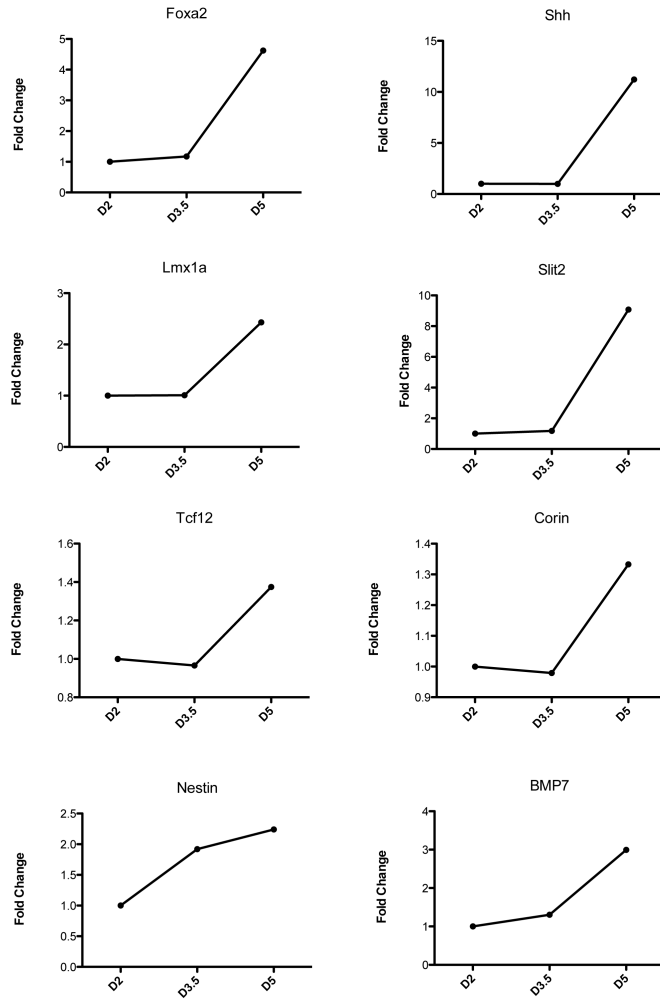 Foxa2
Fold Change
5
4
3
2
1
0
D2 D3.5 D5
Shh
Fold Change
15
10
5
0
D2 D3.5 D5
Lmx1a
Fold Change
3
2
1
0
D2 D3.5 D5
Slit2
Fold Change
10
8
6
4
2
0
D2 D3.5 D5
Tcf12
Fold Change
1.6
1.4
1.2
1.0
0.8
D2 D3.5 D5
Corin
Fold Change
1.4
1.3
1.2
1.1
1.0
0.9
D2 D3.5 D5
Nestin
Fold Change
2.5
2.0
1.5
1.0
0.5
0.0
D2 D3.5 D5
BMP7
Fold Change
4
3
2
1
0
D2 D3.5 D5